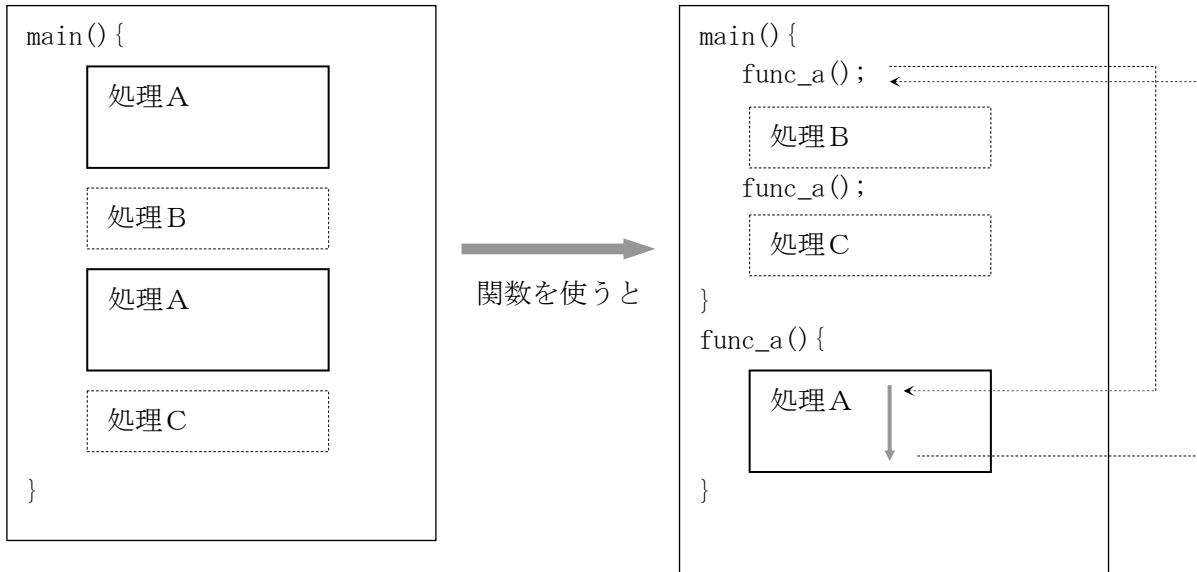 main(){
処理A
処理B
処理A
処理C
}
関数を使うと
main(){
func_a();
処理B
func_a();
処理C
}
func_a(){
処理A
}